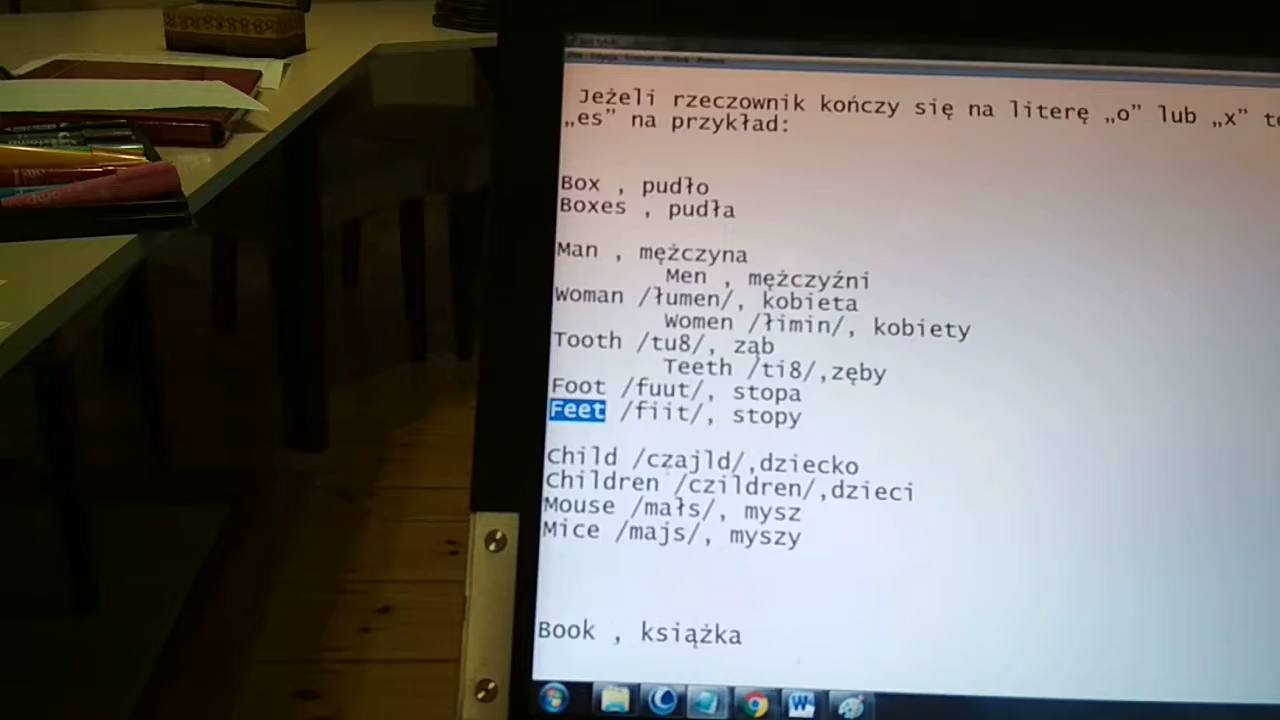 Jeżeli rzeczownik kończy się na literę „o” lub „x” to
„es” na przykład:
Box , pudło
Boxes , pudła
Man , mężczyna
Men , mężczyźni
Woman /łumen/, kobieta
Women /łimin/, kobiety
Tooth /tu8/, ząb
Teeth /ti8/,zęby
Foot /fuut/, stopa
Feet /fiit/, stopy
Child /czajld/,dziecko
Children /czildren/,dzieci
Mouse /małs/, mysz
Mice /majs/, myszy
Book , książka